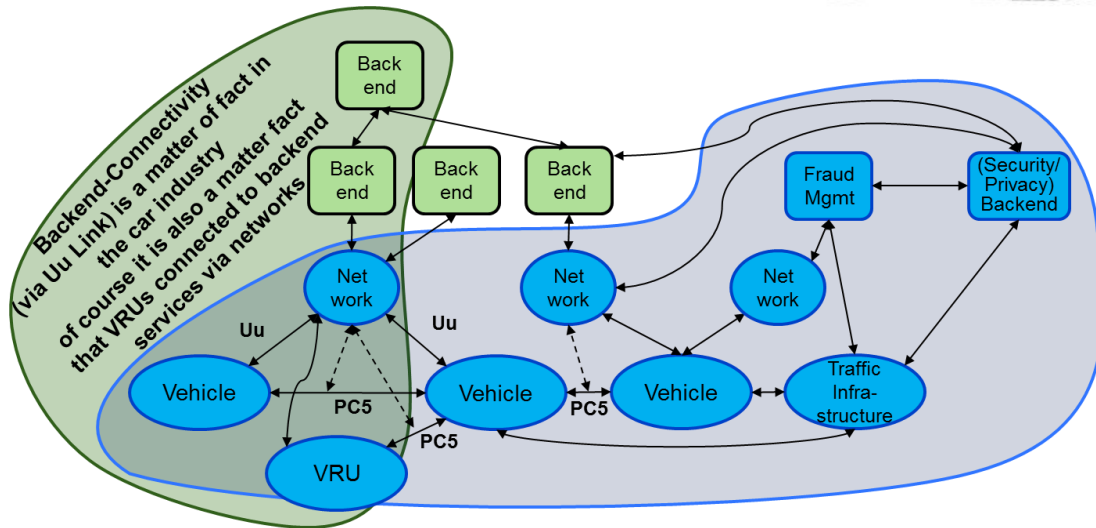 Backend-Connectivity
(via Uu Link) is a matter of fact in
the car industry
of course it is also a matter fact
that VRUs connected to backend
services via networks
Back
end
Back
end
Back
end
Back
end
Fraud
Mgmt
(Security/
Privacy)
Backend
Net
work
Net
work
Net
work
Uu
Uu
Vehicle
PC5
Vehicle
PC5
Vehicle
Traffic
Infra-
structure
PC5
VRU